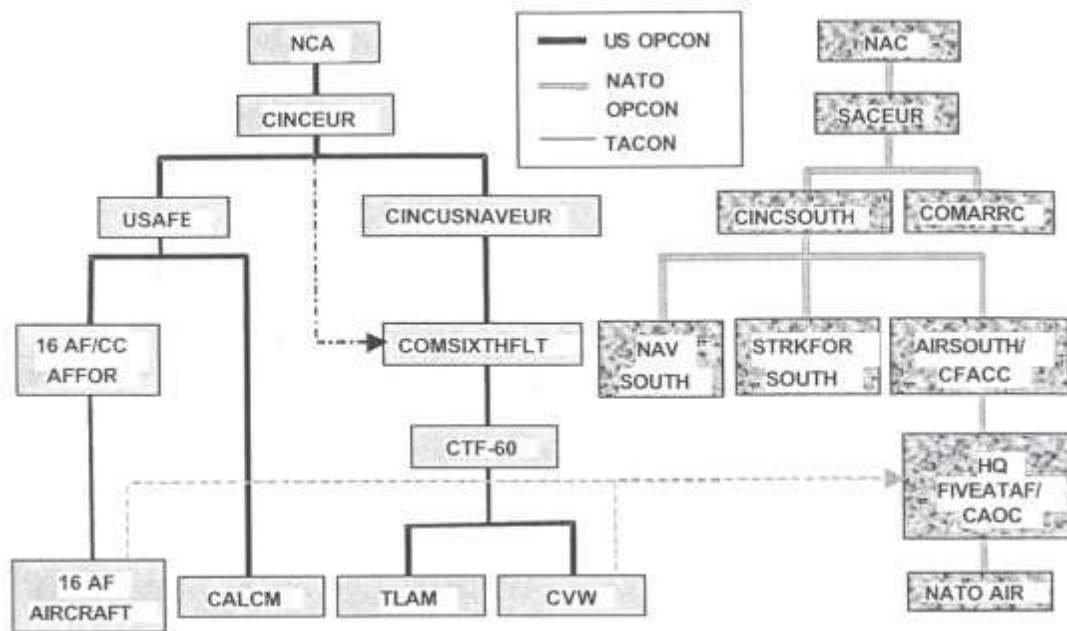 NCA
CINCEUR
USAFE
CINCUSNAVEUR
16 AF/CC
AFFOR
COMSIXTHFLT
CTF-60
16 AF
AIRCRAFT
CALCM
TLAM
CVW
US OPCON
NATO
OPCON
TACON
NAC
SACEUR
CINCSOUTH
COMARRC
NAV
SOUTH
STRKFOR
SOUTH
AIRSOUTH/
CFACC
HQ
FIVEATAF/
CAOC
NATO AIR